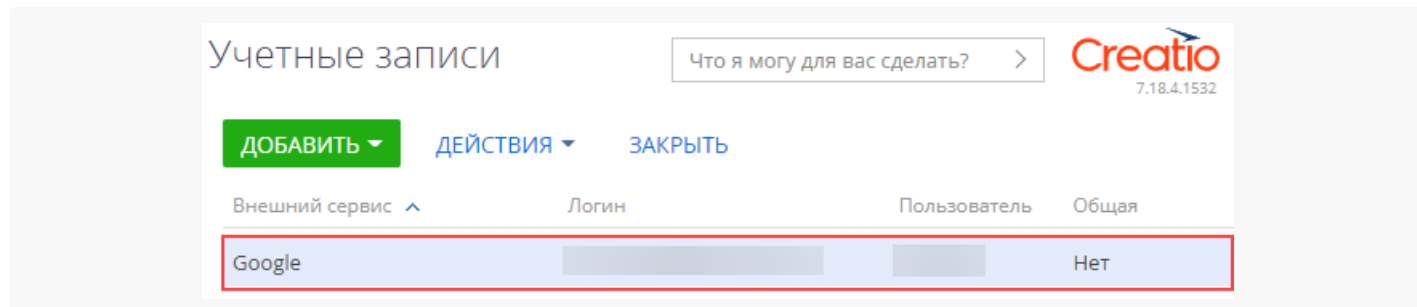 Учетные записи
Что я могу для вас сделать?
Creatio
7.18.4.1532
ДОБАВИТЬ ДЕЙСТВИЯ ЗАКРЫТЬ
Внешний сервис Логин Пользователь Общая
Google Нет